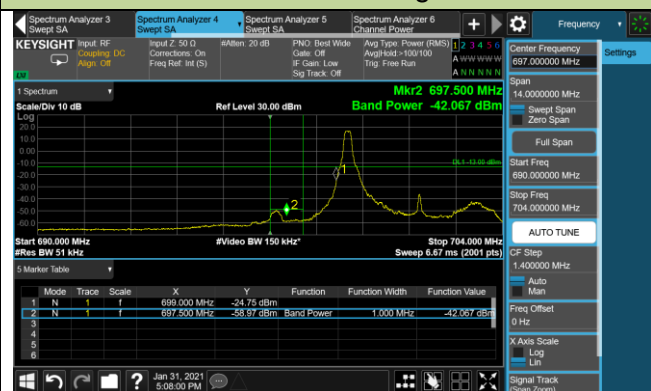 Spectrum Analyzer 3
Swept SA
Spectrum Analyzer 4
Swept SA
Spectrum Analyzer 5
Swept SA
Spectrum Analyzer 6
Channel Power
Frequency
KEYSIGHT
Input: RF
Coupling: DC
Align: Off
Input Z: 50 Ω
Corrections: On
Freq Ref: Int (S)
#Atten: 20 dB
PNO: Best Wide
Gate: Off
IF Gain: Low
Sig Track: Off
Avg Type: Power (RMS)
Avg|Hold:>100/100
Trig: Free Run
1 2 3 4 5 6
A W W W W W
A N N N N N
1 Spectrum
Scale/Div 10 dB
Ref Level 30.00 dBm
Mkr2 697.500 MHz
Band Power -42.067 dBm
Log
20.0
10.0
0.00
-10.0
-20.0
-30.0
-40.0
-50.0
-60.0
DL1 -13.00 dBm
1
2
Start 690.000 MHz
#Res BW 51 kHz
#Video BW 150 kHz*
Stop 704.000 MHz
Sweep 6.67 ms (2001 pts)
5 Marker Table
Mode Trace Scale X Y Function Function Width Function Value
1 N 1 f 699.000 MHz -24.75 dBm
2 N 1 f 697.500 MHz -58.97 dBm Band Power 1.000 MHz -42.067 dBm
3
4
5
6
Jan 31, 2021
5:08:00 PM
Settings
Center Frequency
697.000000 MHz
Span
14.0000000 MHz
Swept Span
Zero Span
Full Span
Start Freq
690.000000 MHz
Stop Freq
704.000000 MHz
AUTO TUNE
CF Step
1.400000 MHz
Auto
Man
Freq Offset
0 Hz
X Axis Scale
Log
Lin
Signal Track
(Span Zoom)